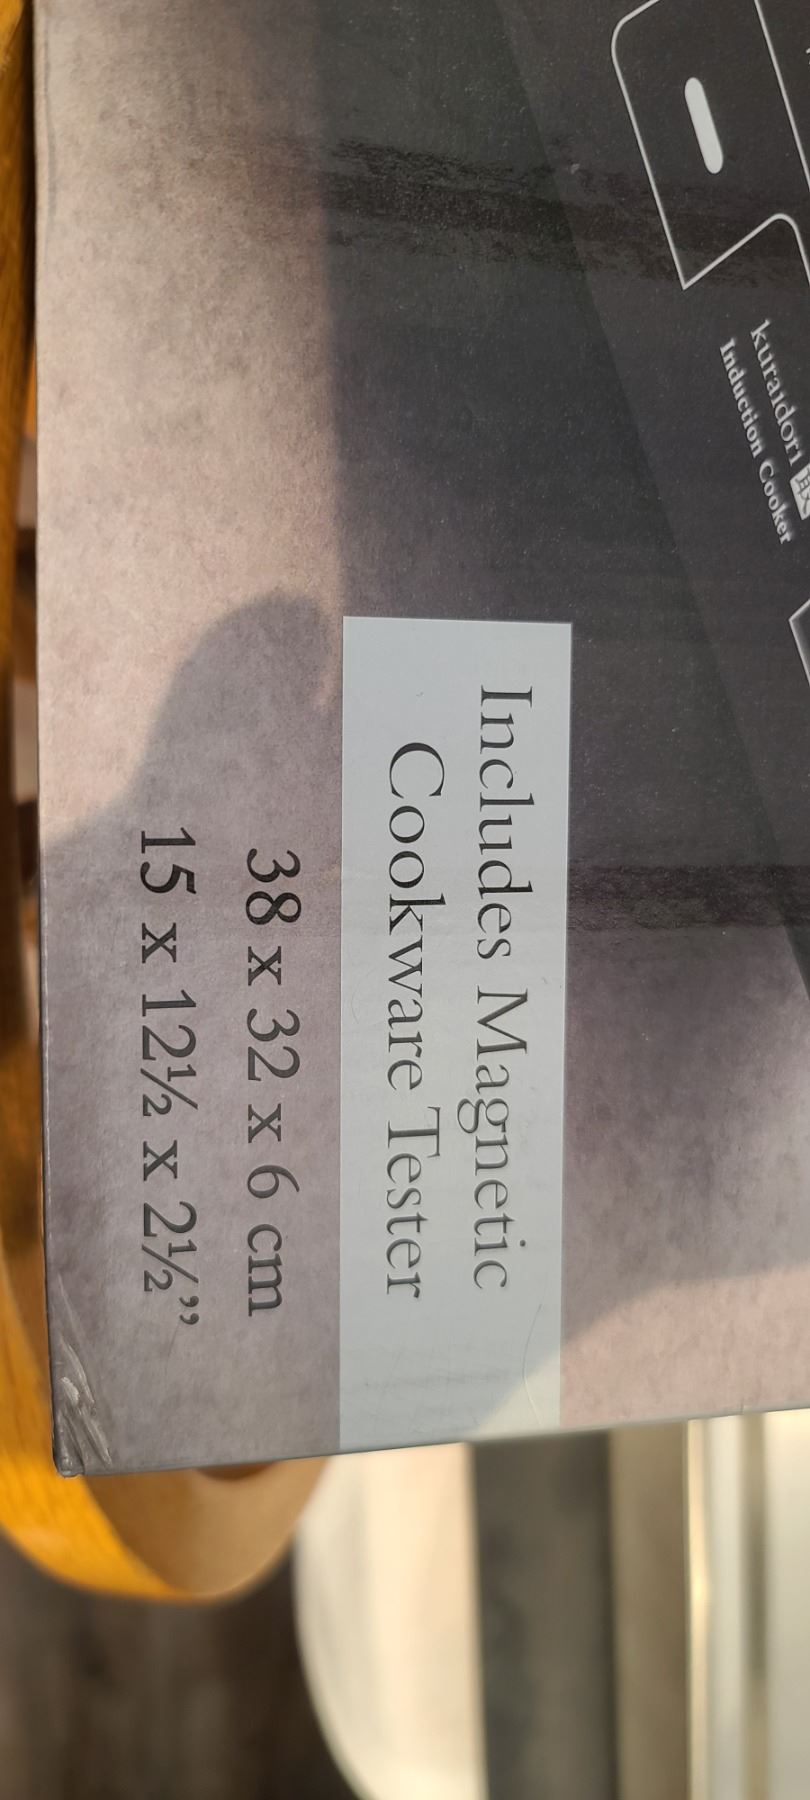 kuraidori
Induction Cooker
Includes Magnetic
Cookware Tester
38 x 32 x 6 cm
15 x 12½ x 2½”